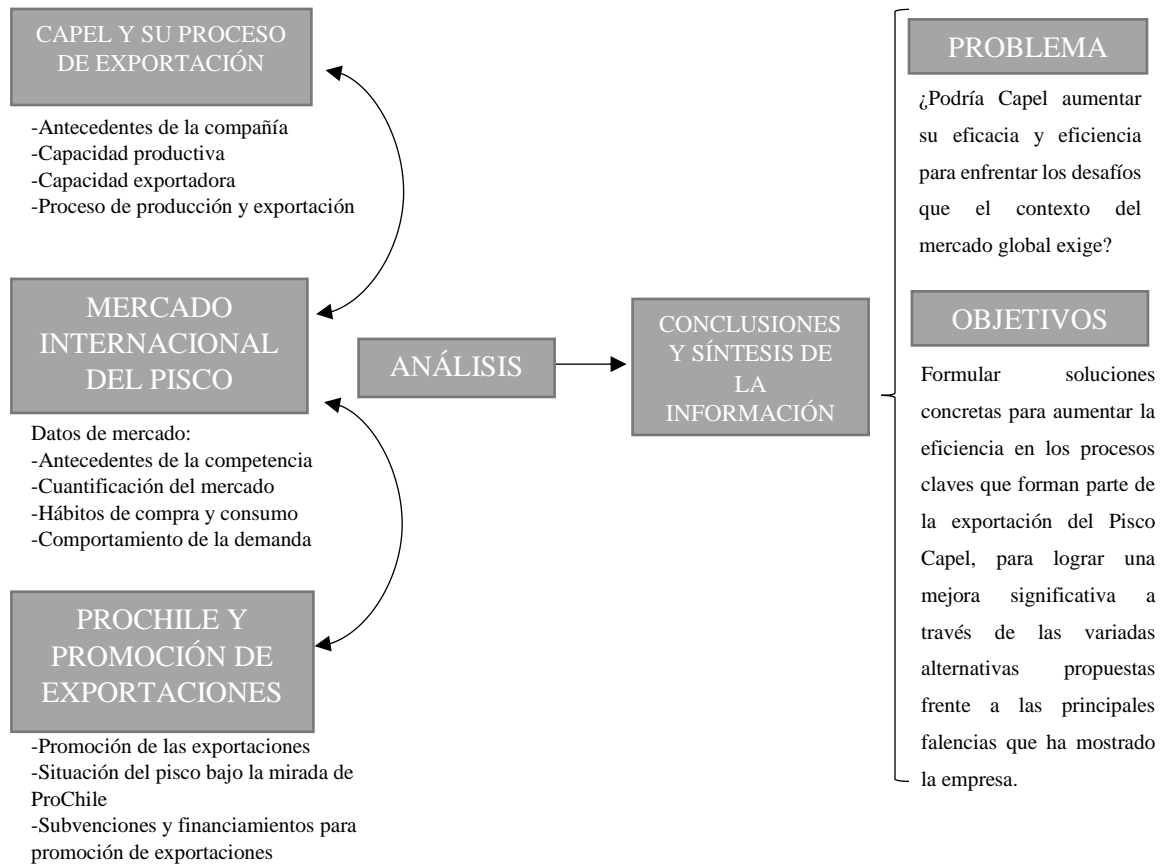 CAPEL Y SU PROCESO
DE EXPORTACIÓN
-Antecedentes de la compañía
-Capacidad productiva
-Capacidad exportadora
-Proceso de producción y exportación
MERCADO
INTERNACIONAL
DEL PISCO
Datos de mercado:
-Antecedentes de la competencia
-Cuantificación del mercado
-Hábitos de compra y consumo
-Comportamiento de la demanda
PROCHILE Y
PROMOCIÓN DE
EXPORTACIONES
-Promoción de las exportaciones
-Situación del pisco bajo la mirada de
ProChile
-Subvenciones y financiamientos para
promoción de exportaciones
ANÁLISIS
CONCLUSIONES
Y SÍNTESIS DE
LA
INFORMACIÓN
PROBLEMA
¿Podría Capel aumentar
su eficacia y eficiencia
para enfrentar los desafíos
que el contexto del
mercado global exige?
OBJETIVOS
Formular soluciones
concretas para aumentar la
eficiencia en los procesos
claves que forman parte de
la exportación del Pisco
Capel, para lograr una
mejora significativa a
través de las variadas
alternativas propuestas
frente a las principales
falencias que ha mostrado
la empresa.